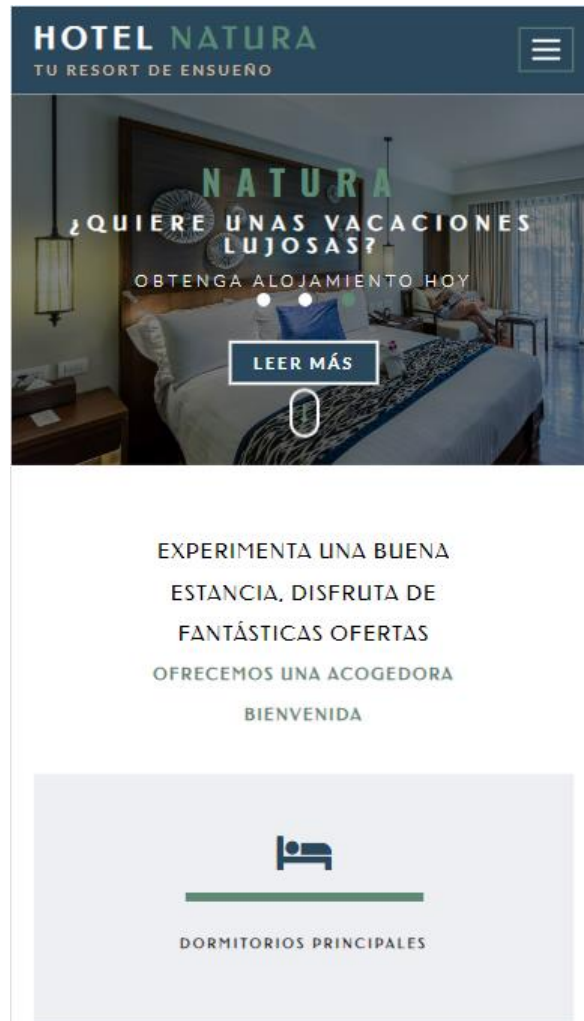 HOTEL NATURA
TU RESORT DE ENSUEÑO
NATURA
¿QUIERE UNAS VACACIONES
LUJOSAS?
OBTENGA ALOJAMIENTO HOY
LEER MÁS
EXPERIMENTA UNA BUENA
ESTANCIA, DISFRUTA DE
FANTÁSTICAS OFERTAS
OFRECEMOS UNA ACOGEDORA
BIENVENIDA
DORMITORIOS PRINCIPALES